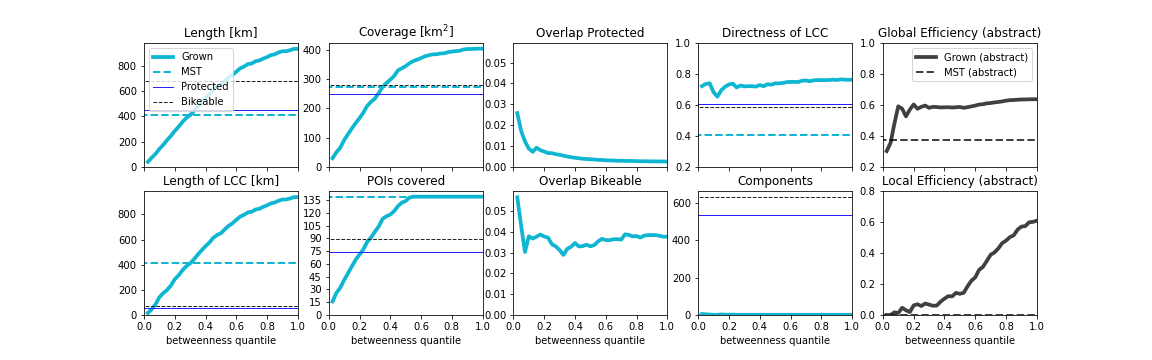 Length [km]
Coverage [km²]
Overlap Protected
Directness of LCC
Global Efficiency (abstract)
800
600
400
200
0
Grown
MST
Protected
Bikeable
400
300
200
100
0
0.05
0.04
0.03
0.02
0.01
0.00
1.0
0.8
0.6
0.4
0.2
1.0
0.8
0.6
0.4
0.2
Grown (abstract)
MST (abstract)
Length of LCC [km]
POIs covered
Overlap Bikeable
Components
Local Efficiency (abstract)
800
600
400
200
0
135
120
105
90
75
60
45
30
15
0
0.05
0.04
0.03
0.02
0.01
0.00
600
400
200
0
0.8
0.6
0.4
0.2
0.0
0.0 0.2 0.4 0.6 0.8 1.0
0.0 0.2 0.4 0.6 0.8 1.0
0.0 0.2 0.4 0.6 0.8 1.0
0.0 0.2 0.4 0.6 0.8 1.0
0.0 0.2 0.4 0.6 0.8 1.0
betweenness quantile
betweenness quantile
betweenness quantile
betweenness quantile
betweenness quantile